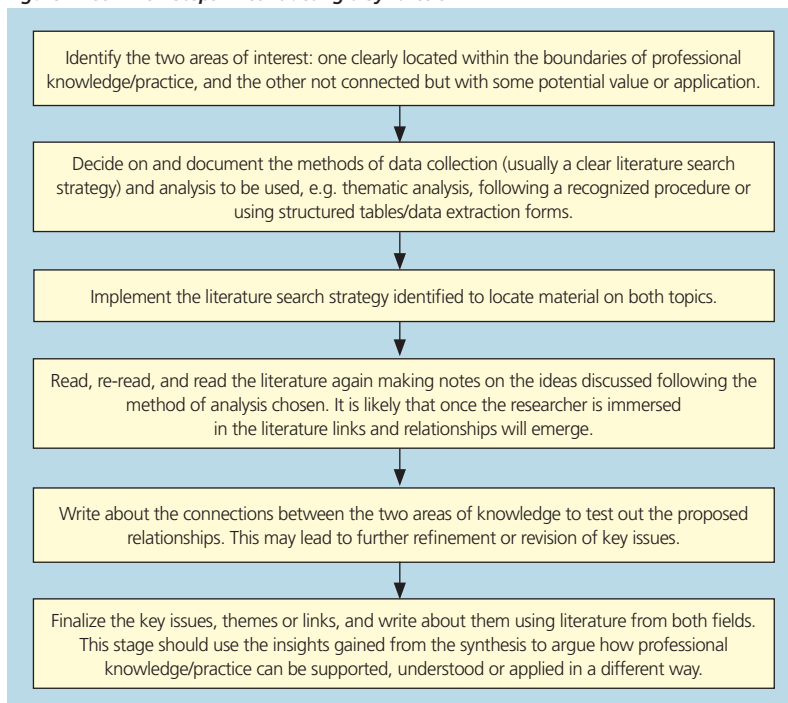 Identify the two areas of interest: one clearly located within the boundaries of professional
knowledge/practice, and the other not connected but with some potential value or application.
Decide on and document the methods of data collection (usually a clear literature search
strategy) and analysis to be used, e.g. thematic analysis, following a recognized procedure or
using structured tables/data extraction forms.
Implement the literature search strategy identified to locate material on both topics.
Read, re-read, and read the literature again making notes on the ideas discussed following the
method of analysis chosen. It is likely that once the researcher is immersed
in the literature links and relationships will emerge.
Write about the connections between the two areas of knowledge to test out the proposed
relationships. This may lead to further refinement or revision of key issues.
Finalize the key issues, themes or links, and write about them using literature from both fields.
This stage should use the insights gained from the synthesis to argue how professional
knowledge/practice can be supported, understood or applied in a different way.